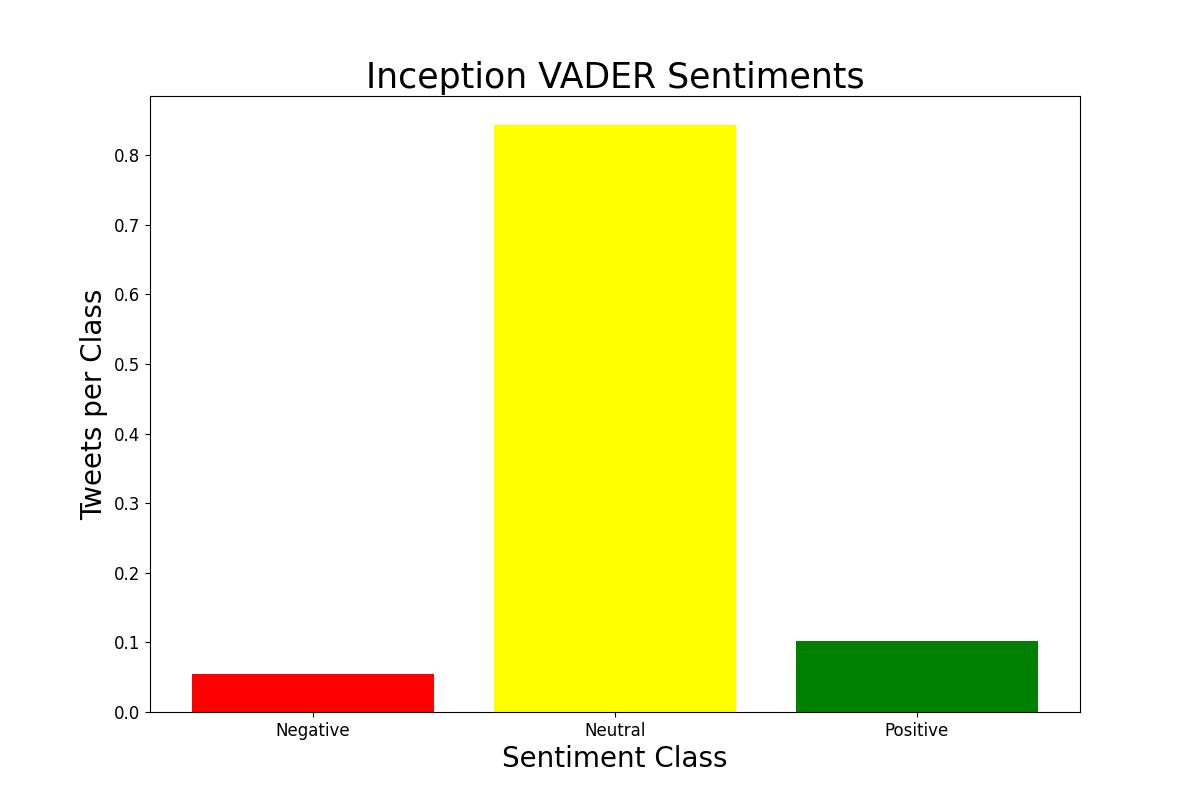 Inception VADER Sentiments
Tweets per Class
0.8
0.7
0.6
0.5
0.4
0.3
0.2
0.1
0.0
Negative Neutral Positive
Sentiment Class